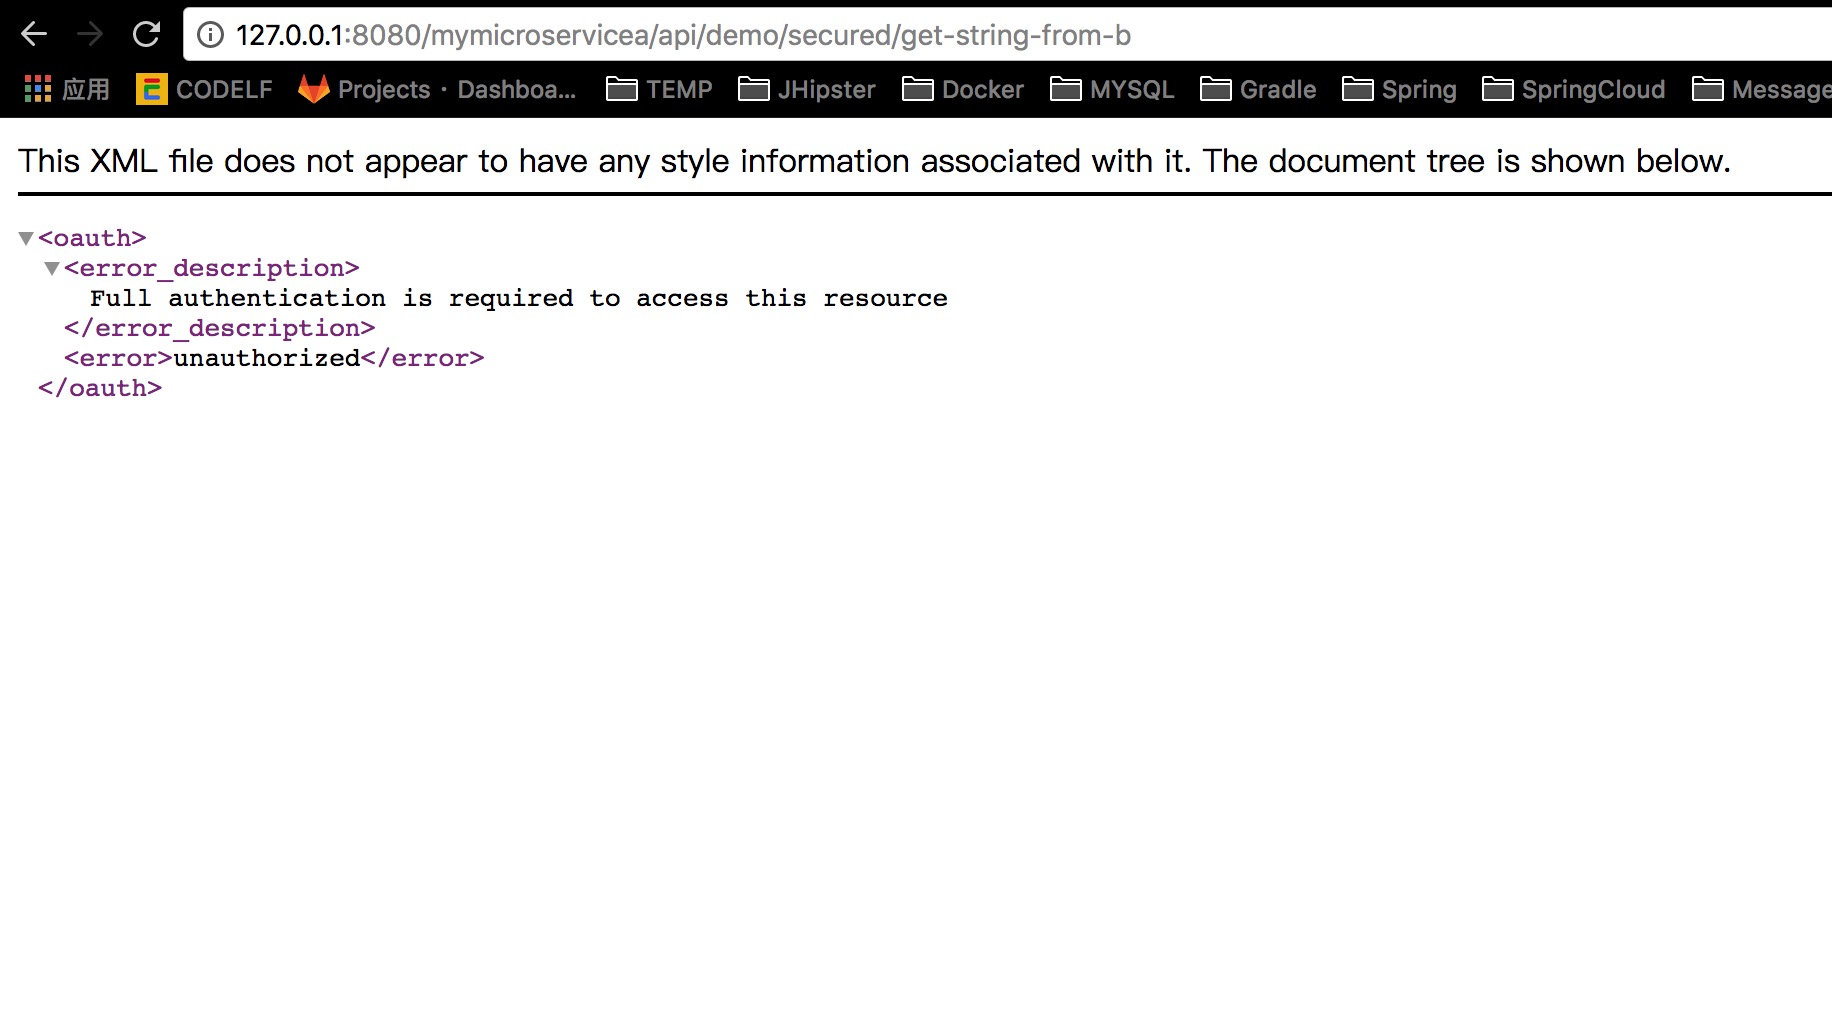 127.0.0.1:8080/mymicroservicea/api/demo/secured/get-string-from-b
应用 CODELF Projects · Dashboa... TEMP JHipster Docker MYSQL Gradle Spring SpringCloud Message
This XML file does not appear to have any style information associated with it. The document tree is shown below.
<oauth>
<error_description>
Full authentication is required to access this resource
</error_description>
<error>unauthorized</error>
</oauth>